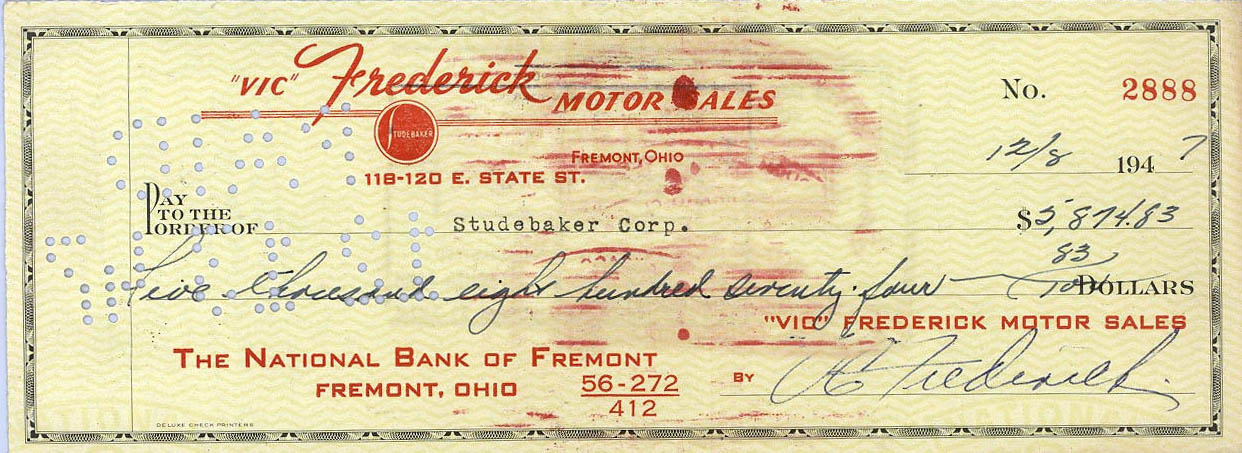 "VIC" Frederick MOTOR SALES
No. 2888
STUDEBAKER
FREMONT, OHIO
118-120 E. STATE ST.
12/8 1947
PAY TO THE ORDER OF Studebaker Corp. $5,874.83
Five thousand eight hundred seventy-four 83/100 DOLLARS
"VIC" FREDERICK MOTOR SALES
THE NATIONAL BANK OF FREMONT
FREMONT, OHIO 56-272
412
BY Frederick
DELUXE CHECK PRINTERS